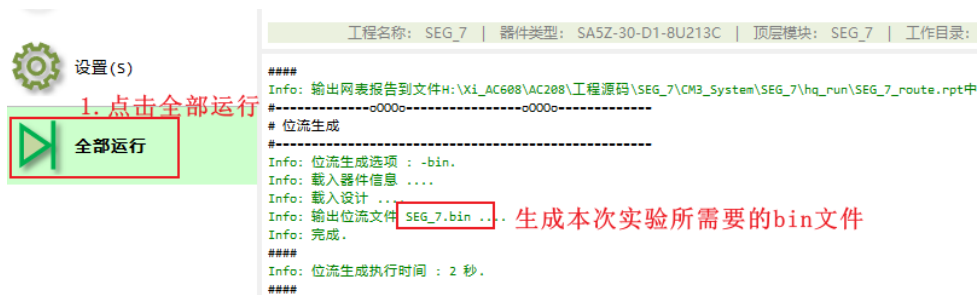 工程名称: SEG_7 | 器件类型: SA5Z-30-D1-8U213C | 顶层模块: SEG_7 | 工作目录:
设置(S)
1.点击全部运行
全部运行
####
Info: 输出网表报告到文件H:\Xi_AC608\AC208\工程源码\SEG_7\CM3_System\SEG_7\hq_run\SEG_7_route.rpt中
#--------------oOOOo-----------------oOOOo--------------
# 位流生成
#-------------------------------------------------------
Info: 位流生成选项 : -bin.
Info: 载入器件信息 ....
Info: 载入设计 ....
Info: 输出位流文件 SEG_7.bin ....
生成本次实验所需要的bin文件
Info: 完成.
####
Info: 位流生成执行时间 : 2 秒.
####